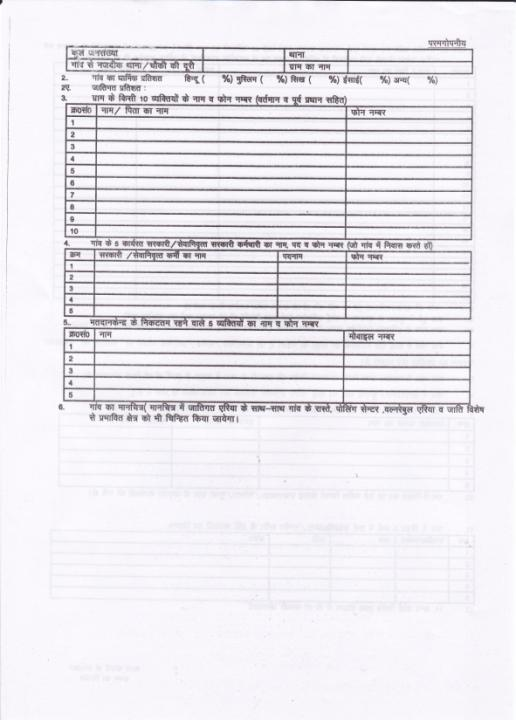 परमगोपनीय
कुल जनसंख्या थाना
गांव से नजदीक थाना/चौकी की दूरी ग्राम का नाम
2. गांव का धार्मिक प्रतिशत हिन्दू ( %) मुस्लिम ( %) सिख ( %) ईसाई( %) अन्य( %)
2ए. जातिगत प्रतिशत :
3. ग्राम के किसी 10 व्यक्तियों के नाम व फोन नम्बर (वर्तमान व पूर्व प्रधान सहित)
क्र०सं० नाम/ पिता का नाम फोन नम्बर
1
2
3
4
5
6
7
8
9
10
4. गांव के 5 कार्यरत सरकारी/सेवानिवृत्त सरकारी कर्मचारी का नाम, पद व फोन नम्बर (जो गांव में निवास करते हों)
क्रम सरकारी /सेवानिवृत्त कर्मी का नाम पदनाम फोन नम्बर
1
2
3
4
5
5.. मतदानकेन्द्र के निकटतम रहने वाले 5 व्यक्तियों का नाम व फोन नम्बर
क्र०सं० नाम मोबाइल नम्बर
1
2
3
4
5
6. गांव का मानचित्र( मानचित्र में जातिगत एरिया के साथ–साथ गांव के रास्ते, पोलिंग सेन्टर ,वल्नरेबुल एरिया व जाति विशेष
से प्रभावित क्षेत्र को भी चिन्हित किया जायेगा।